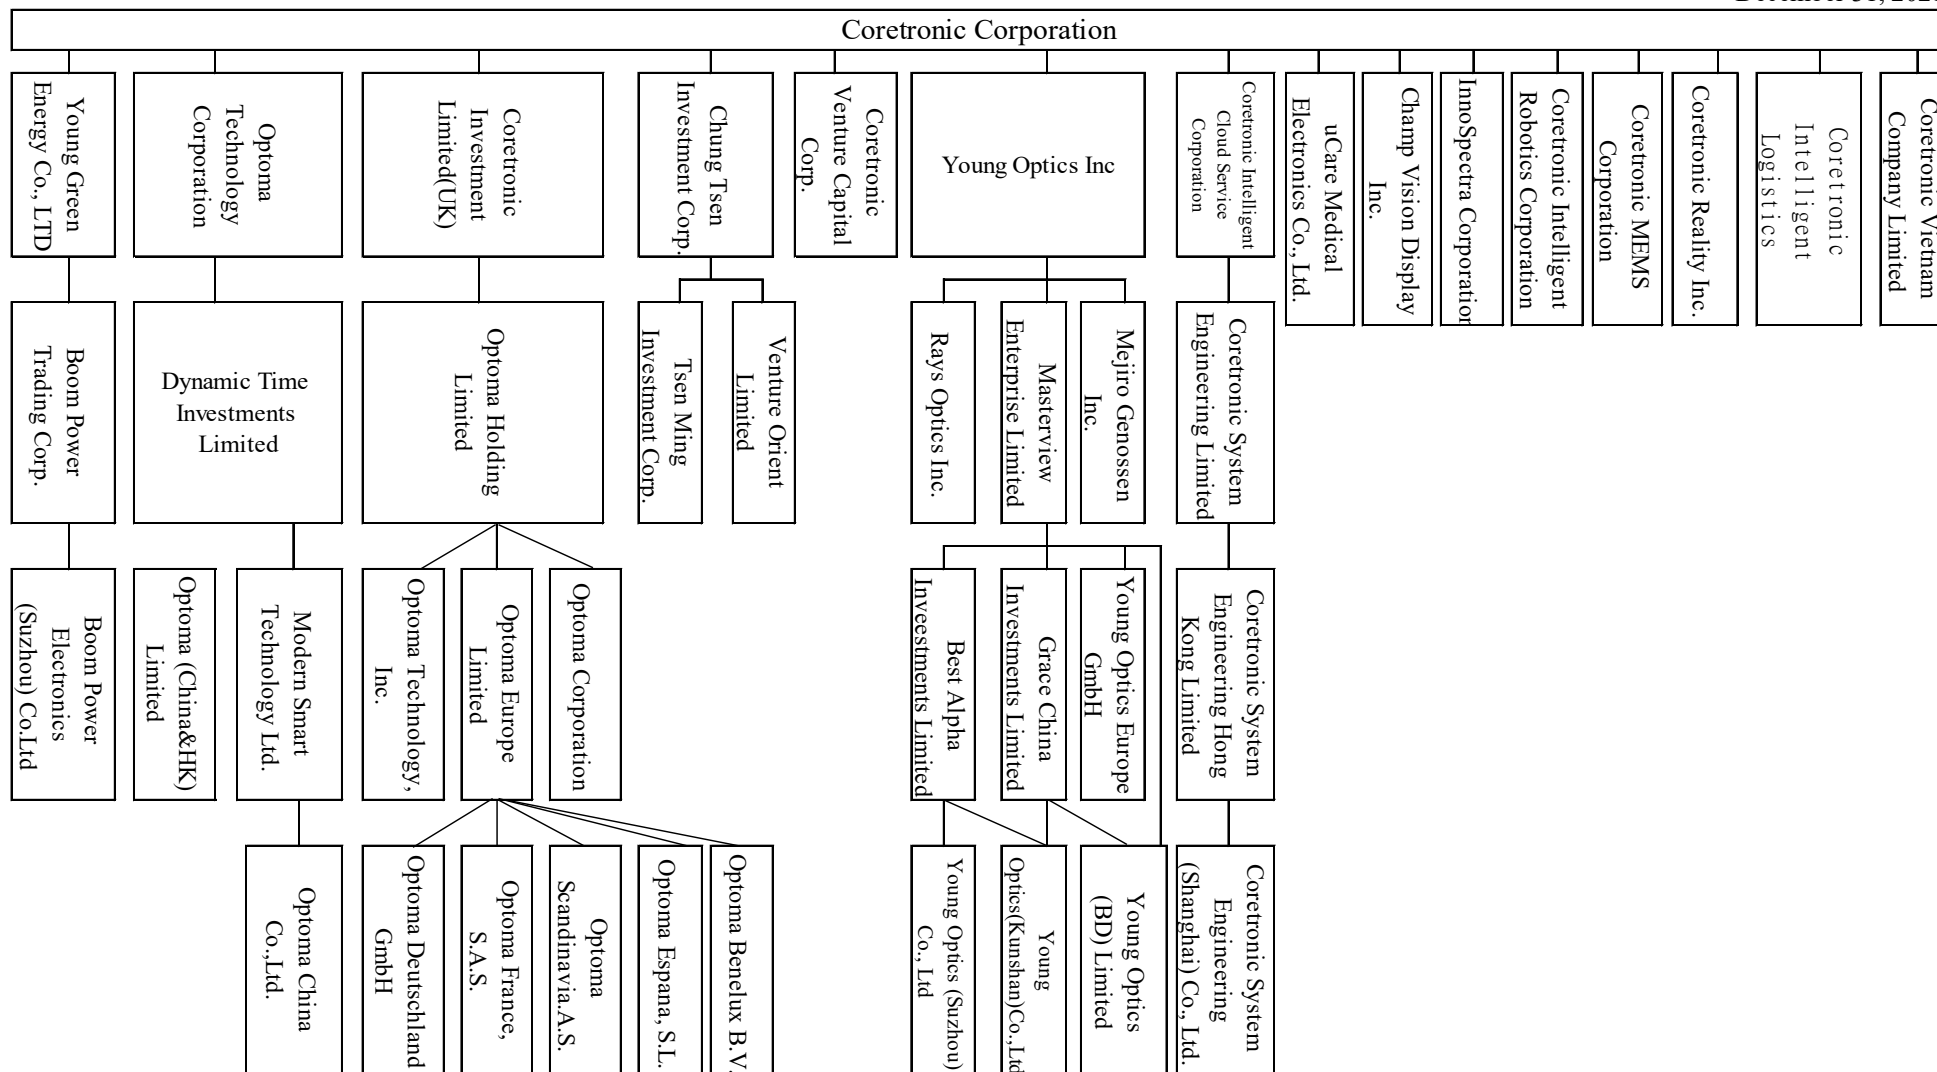 Coretronic Corporation
Young Green
Energy Co., LTD
Optoma
Technology
Corporation
Coretronic
Investment
Limited(UK)
Chung Tsen
Investment Corp.
Coretronic
Venture Capital
Corp.
Young Optics Inc
Coretronic Intelligent
Cloud Service
Corporation
uCare Medical
Electronics Co., Ltd.
Champ Vision Display
Inc.
InnoSpectra Corporation
Coretronic Intelligent
Robotics Corporation
Coretronic MEMS
Corporation
Coretronic Reality Inc.
Coretronic
Intelligent
Logistics
Coretronic Vietnam
Company Limited
Boom Power
Trading Corp.
Dynamic Time
Investments
Limited
Optoma Holding
Limited
Tsen Ming
Investment Corp.
Venture Orient
Limited
Rays Optics Inc.
Masterview
Enterprise Limited
Mejiro Genossen
Inc.
Coretronic System
Engineering Limited
Boom Power
Electronics
(Suzhou) Co.Ltd
Optoma (China&HK)
Limited
Modern Smart
Technology Ltd.
Optoma Technology,
Inc.
Optoma Europe
Limited
Optoma Corporation
Best Alpha
Inveestments Limited
Grace China
Investments Limited
Young Optics Europe
GmbH
Coretronic System
Engineering Hong
Kong Limited
Optoma China
Co.,Ltd.
Optoma Deutschland
GmbH
Optoma France,
S.A.S.
Optoma
Scandinavia.A.S.
Optoma Espana, S.L.
Optoma Benelux B.V.
Young Optics (Suzhou)
Co., Ltd
Young
Optics(Kunshan)Co.,Ltd
Young Optics
(BD) Limited
Coretronic System
Engineering
(Shanghai) Co., Ltd.